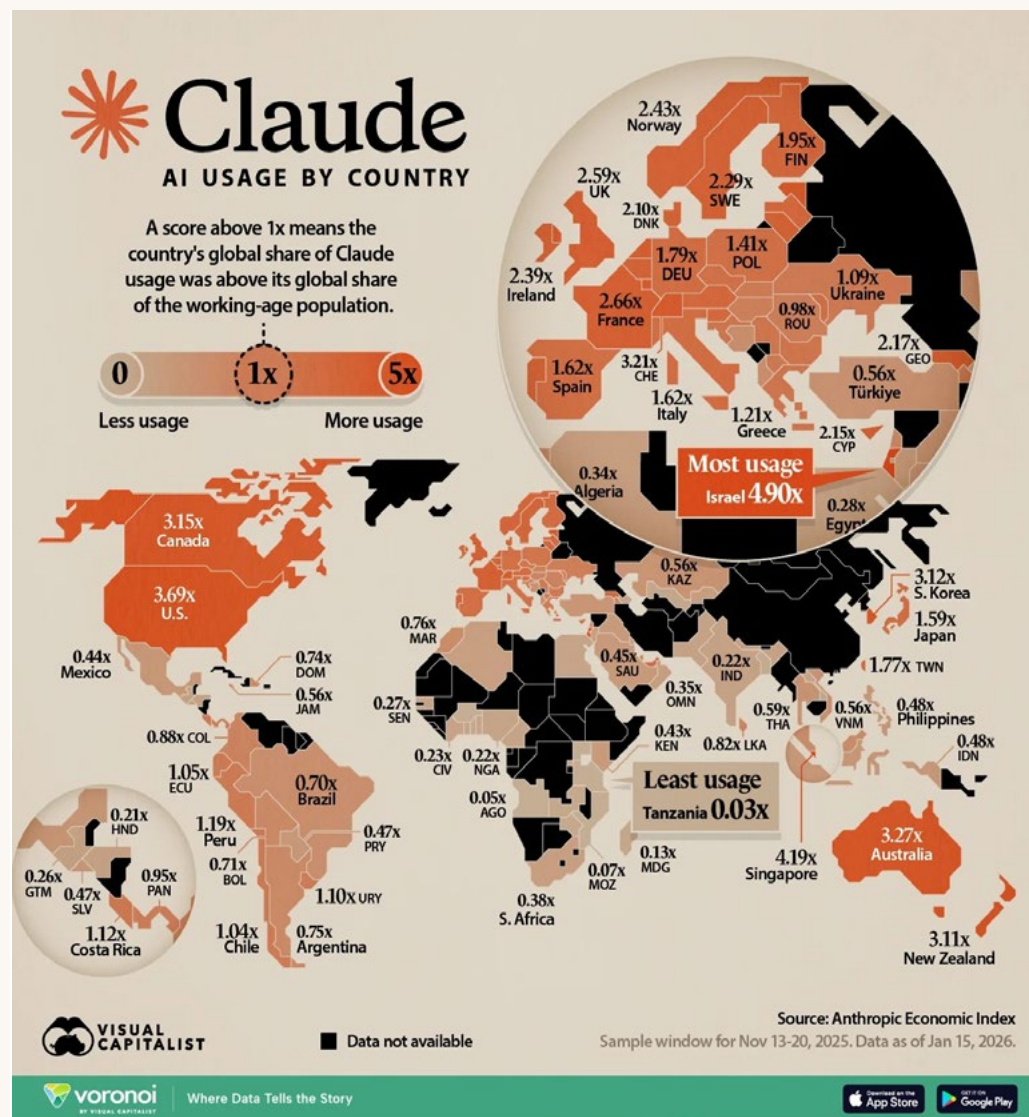 Claude
AI USAGE BY COUNTRY
A score above 1x means the
country's global share of Claude
usage was above its global share
of the working-age population.
0
1x
5x
Less usage
More usage
2.43x
Norway
1.95x
FIN
2.59x
UK
2.29x
SWE
2.10x
DNK
1.79x
DEU
1.41x
POL
2.39x
Ireland
1.09x
Ukraine
2.66x
France
0.98x
ROU
2.17x
GEO
3.21x
CHE
1.62x
Spain
0.56x
Türkiye
1.62x
Italy
1.21x
Greece
2.15x
CYP
0.34x
Algeria
Most usage
Israel 4.90x
0.28x
Egypt
3.15x
Canada
3.69x
U.S.
0.44x
Mexico
0.74x
DOM
0.56x
JAM
0.88x COL
1.05x
ECU
0.70x
Brazil
1.19x
Peru
0.47x
PRY
0.71x
BOL
1.10x URY
1.04x
Chile
0.75x
Argentina
0.21x
HND
0.26x
GTM
0.47x
SLV
0.95x
PAN
1.12x
Costa Rica
0.76x
MAR
0.56x
KAZ
3.12x
S. Korea
1.59x
Japan
0.45x
SAU
0.22x
IND
1.77x TWN
0.27x
SEN
0.35x
OMN
0.59x
THA
0.56x
VNM
0.48x
Philippines
0.23x
CIV
0.22x
NGA
0.43x
KEN
0.82x LKA
0.48x
IDN
0.05x
AGO
Least usage
Tanzania 0.03x
0.07x
MOZ
0.13x
MDG
4.19x
Singapore
3.27x
Australia
0.38x
S. Africa
3.11x
New Zealand
VISUAL
CAPITALIST
Data not available
Source: Anthropic Economic Index
Sample window for Nov 13-20, 2025. Data as of Jan 15, 2026.
voronoi
BY VISUAL CAPITALIST
Where Data Tells the Story
Download on the
App Store
GET IT ON
Google Play